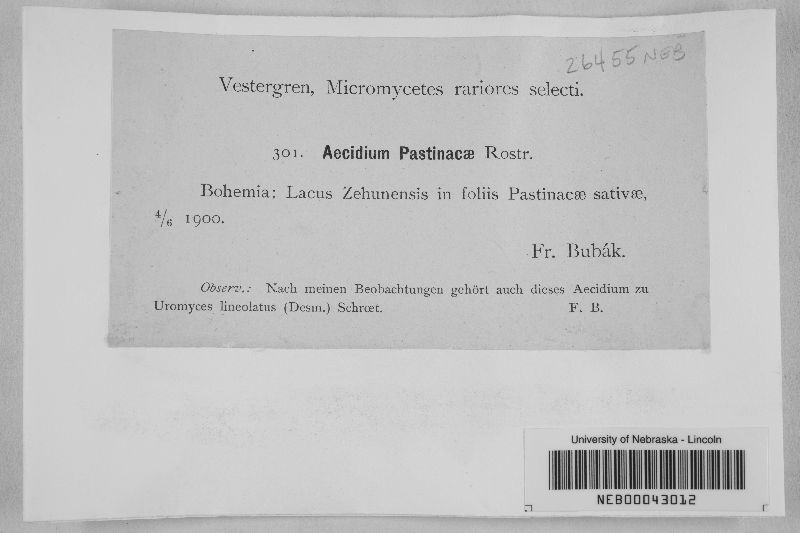 26455 NEB
Vestergren, Micromycetes rariores selecti.
301. Aecidium Pastinacæ Rostr.
Bohemia: Lacus Zehunensis in foliis Pastinacæ sativæ,
4/6 1900.
Fr. Bubák.
Observ.: Nach meinen Beobachtungen gehört auch dieses Aecidium zu
Uromyces lineolatus (Desm.) Schrœt. F. B.
University of Nebraska - Lincoln
NEB00043012